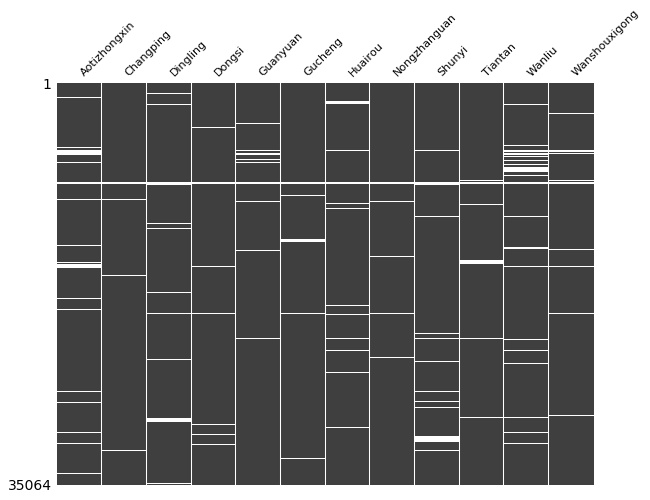 Aotizhongxin
Changping
Dingling
Dongsi
Guanyuan
Gucheng
Huairou
Nongzhanguan
Shunyi
Tiantan
Wanliu
Wanshouxigong
1
35064